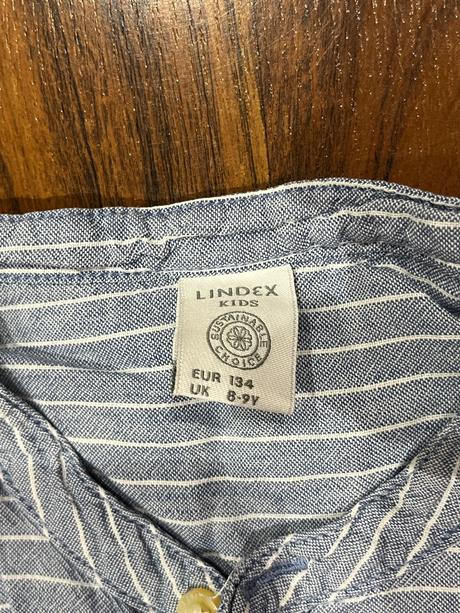 LINDEX
KIDS
SUSTAINABLE
CHOICE
EUR 134
UK 8-9Y